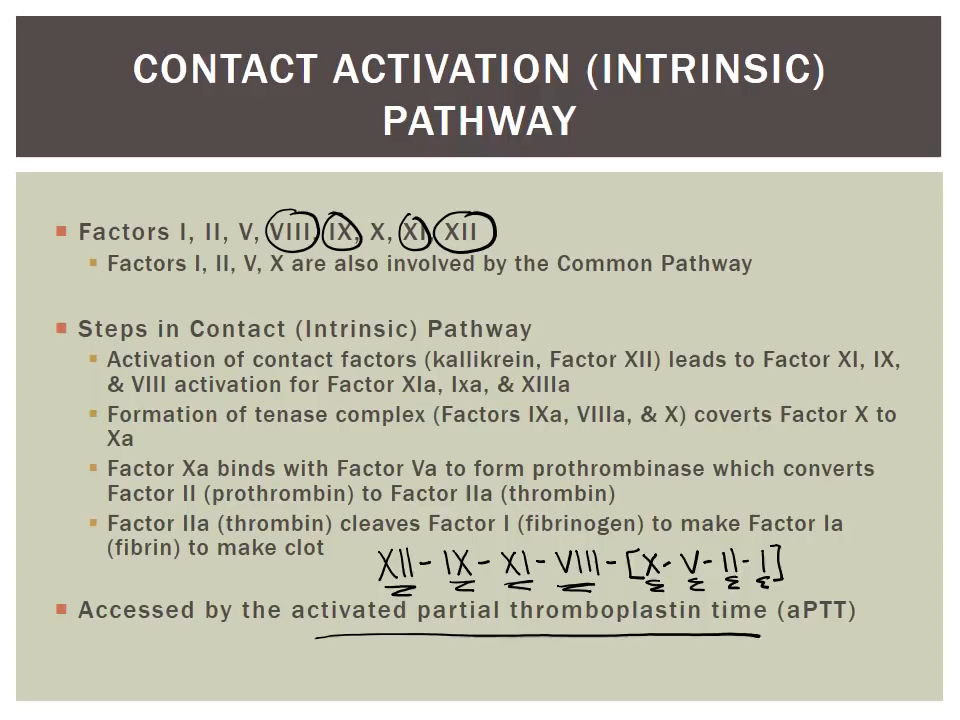 CONTACT ACTIVATION (INTRINSIC)
PATHWAY
Factors I, II, V, VIII, IX, X, XI, XII
Factors I, II, V, X are also involved by the Common Pathway
Steps in Contact (Intrinsic) Pathway
Activation of contact factors (kallikrein, Factor XII) leads to Factor XI, IX,
& VIII activation for Factor XIa, Ixa, & XIIIa
Formation of tenase complex (Factors IXa, VIIIa, & X) coverts Factor X to
Xa
Factor Xa binds with Factor Va to form prothrombinase which converts
Factor II (prothrombin) to Factor IIa (thrombin)
Factor IIa (thrombin) cleaves Factor I (fibrinogen) to make Factor Ia
(fibrin) to make clot
XII - IX - XI - VIII - [X - V - II - I]
Accessed by the activated partial thromboplastin time (aPTT)